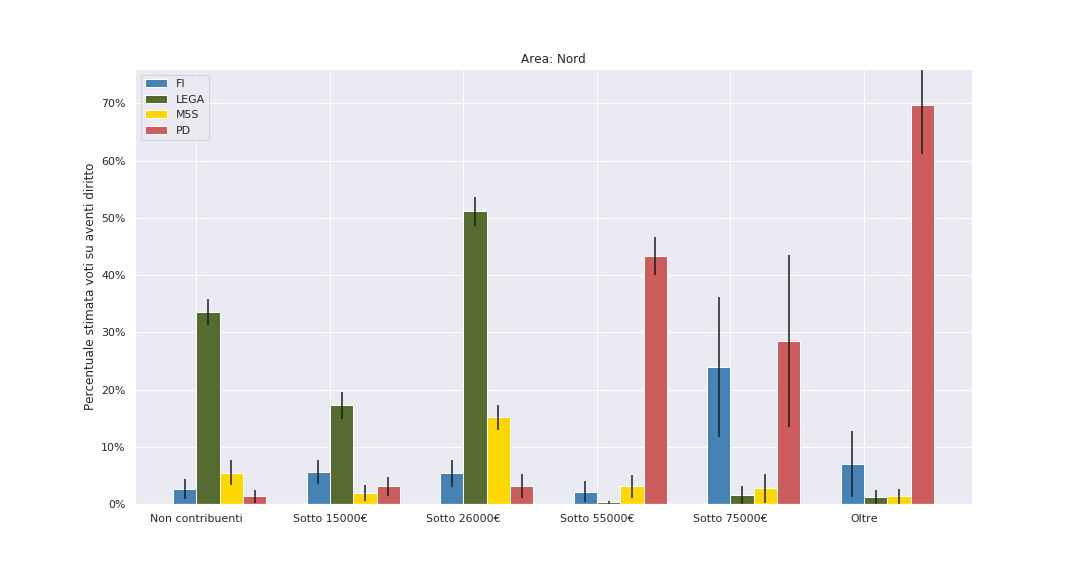 Area: Nord
FI
LEGA
M5S
PD
Percentuale stimata voti su aventi diritto
70%
60%
50%
40%
30%
20%
10%
0%
Non contribuenti
Sotto 15000€
Sotto 26000€
Sotto 55000€
Sotto 75000€
Oltre